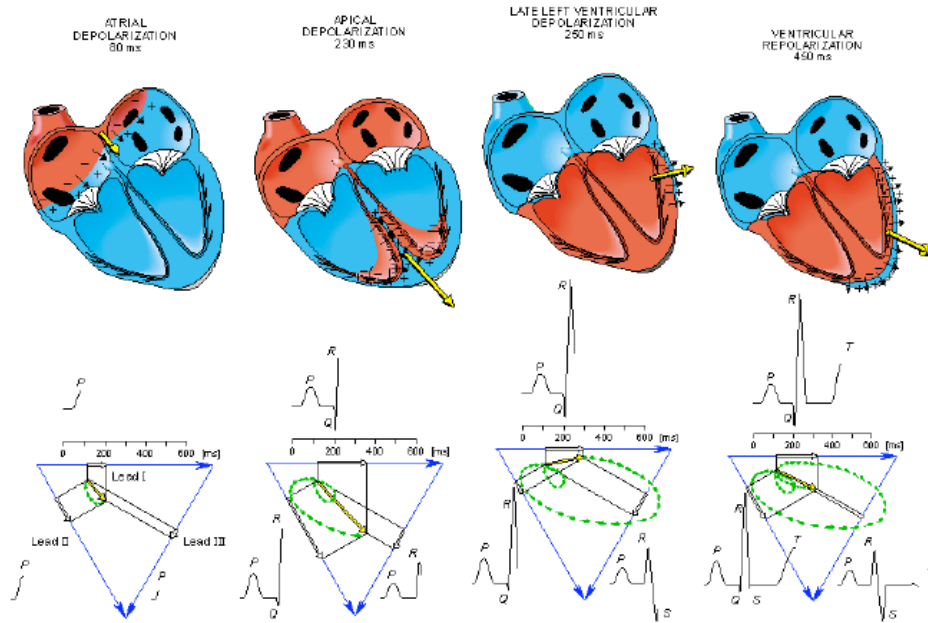 ATRIAL
DEPOLARIZATION
80 ms
APICAL
DEPOLARIZATION
230 ms
LATE LEFT VENTRICULAR
DEPOLARIZATION
250 ms
VENTRICULAR
REPOLARIZATION
450 ms
P
R
P
Q
R
P
Q
R
P
T
Q
0 200 400 600 [ms]
0 200 400 600 [ms]
0 200 400 600 [ms]
0 200 400 600 [ms]
Lead I
Lead II
Lead III
P
P
R
P
Q
P
R
R
P
Q
R
P
S
R
P
T
Q
S
R
P
S